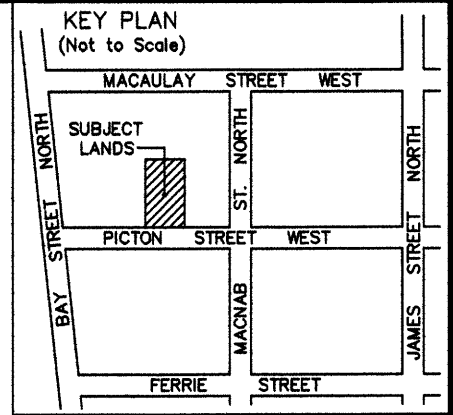 KEY PLAN
(Not to Scale)
MACAULAY STREET WEST
SUBJECT
LANDS
BAY STREET NORTH
MACNAB ST. NORTH
JAMES STREET NORTH
PICTON STREET WEST
FERRIE STREET